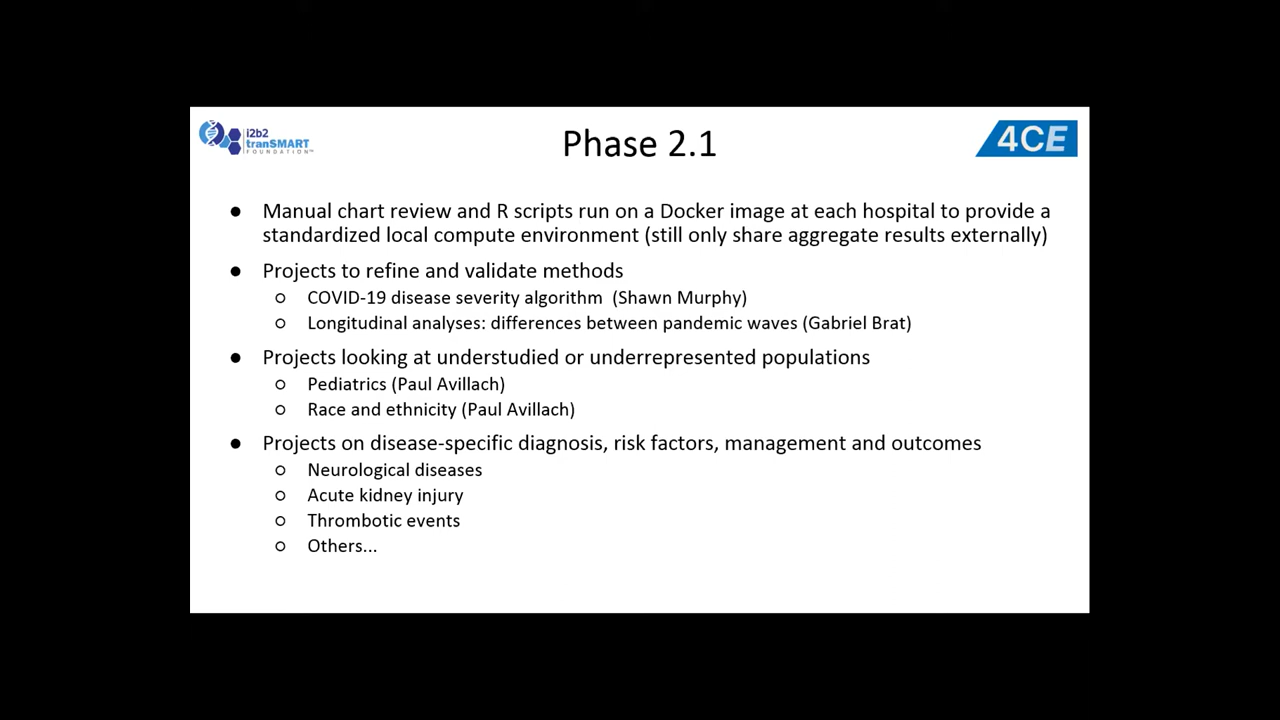 i2b2
tranSMART
FOUNDATION™
Phase 2.1
4CE
● Manual chart review and R scripts run on a Docker image at each hospital to provide a
standardized local compute environment (still only share aggregate results externally)
● Projects to refine and validate methods
○ COVID-19 disease severity algorithm (Shawn Murphy)
○ Longitudinal analyses: differences between pandemic waves (Gabriel Brat)
● Projects looking at understudied or underrepresented populations
○ Pediatrics (Paul Avillach)
○ Race and ethnicity (Paul Avillach)
● Projects on disease-specific diagnosis, risk factors, management and outcomes
○ Neurological diseases
○ Acute kidney injury
○ Thrombotic events
○ Others...